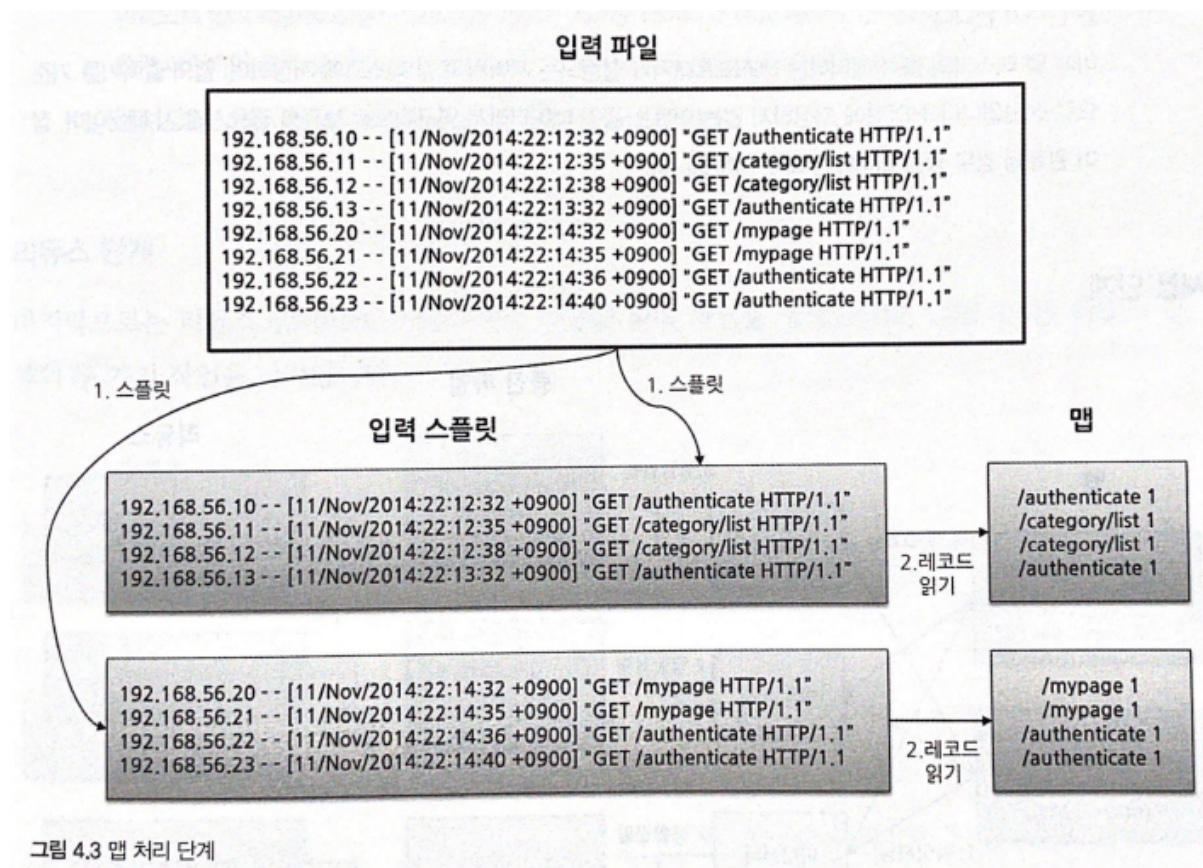 입력 파일
192.168.56.10 - - [11/Nov/2014:22:12:32 +0900] "GET /authenticate HTTP/1.1"
192.168.56.11 - - [11/Nov/2014:22:12:35 +0900] "GET /category/list HTTP/1.1"
192.168.56.12 - - [11/Nov/2014:22:12:38 +0900] "GET /category/list HTTP/1.1"
192.168.56.13 - - [11/Nov/2014:22:13:32 +0900] "GET /authenticate HTTP/1.1"
192.168.56.20 - - [11/Nov/2014:22:14:32 +0900] "GET /mypage HTTP/1.1"
192.168.56.21 - - [11/Nov/2014:22:14:35 +0900] "GET /mypage HTTP/1.1"
192.168.56.22 - - [11/Nov/2014:22:14:36 +0900] "GET /authenticate HTTP/1.1"
192.168.56.23 - - [11/Nov/2014:22:14:40 +0900] "GET /authenticate HTTP/1.1"
1. 스플릿
1. 스플릿
입력 스플릿
맵
192.168.56.10 - - [11/Nov/2014:22:12:32 +0900] "GET /authenticate HTTP/1.1"
192.168.56.11 - - [11/Nov/2014:22:12:35 +0900] "GET /category/list HTTP/1.1"
192.168.56.12 - - [11/Nov/2014:22:12:38 +0900] "GET /category/list HTTP/1.1"
192.168.56.13 - - [11/Nov/2014:22:13:32 +0900] "GET /authenticate HTTP/1.1"
2.레코드
읽기
/authenticate 1
/category/list 1
/category/list 1
/authenticate 1
192.168.56.20 - - [11/Nov/2014:22:14:32 +0900] "GET /mypage HTTP/1.1"
192.168.56.21 - - [11/Nov/2014:22:14:35 +0900] "GET /mypage HTTP/1.1"
192.168.56.22 - - [11/Nov/2014:22:14:36 +0900] "GET /authenticate HTTP/1.1"
192.168.56.23 - - [11/Nov/2014:22:14:40 +0900] "GET /authenticate HTTP/1.1
2.레코드
읽기
/mypage 1
/mypage 1
/authenticate 1
/authenticate 1
그림 4.3 맵 처리 단계